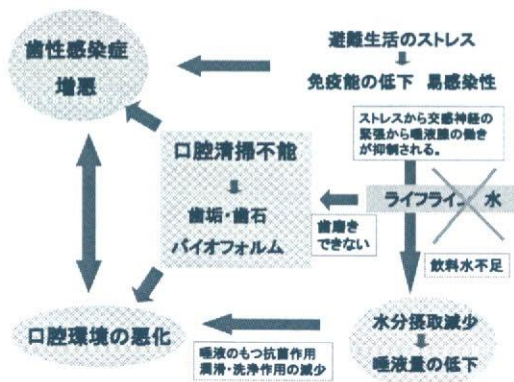 歯性感染症
増悪
避難生活のストレス
免疫能の低下 易感染性
ストレスから交感神経の
緊張から唾液腺の働き
が抑制される。
口腔清掃不能
歯垢・歯石
バイオフォルム
ライフライン 水
歯磨き
できない
飲料水不足
口腔環境の悪化
水分摂取減少
唾液量の低下
唾液のもつ抗菌作用
潤滑・洗浄作用の減少